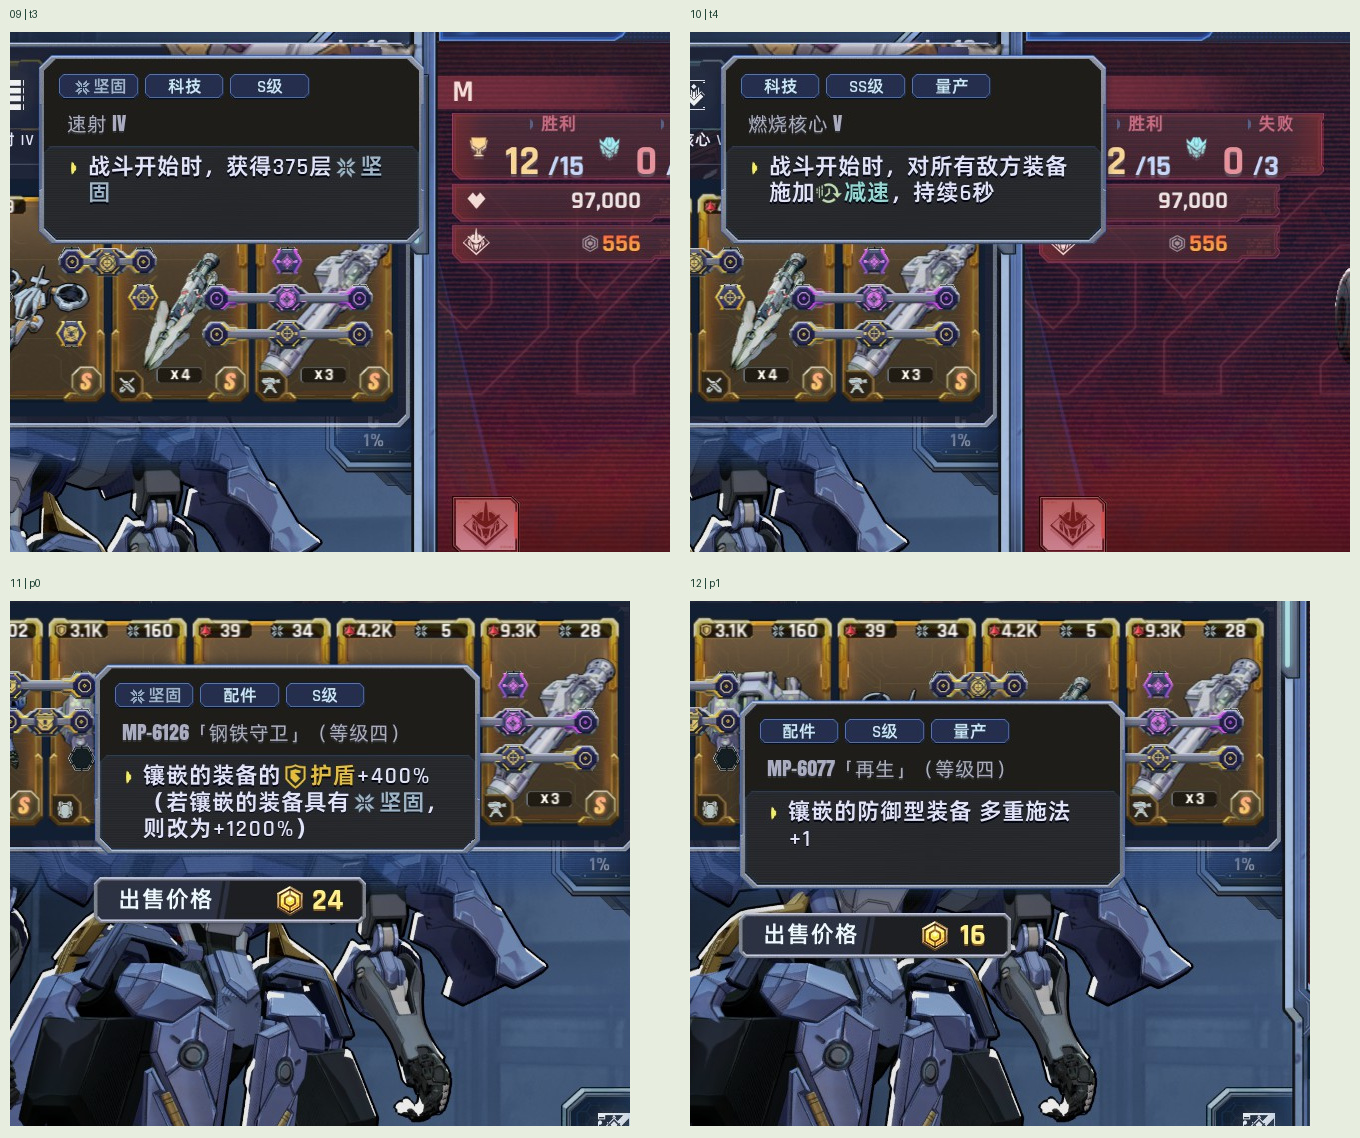 09 | t3
坚固 科技 S级
速射 IV
战斗开始时，获得375层坚
固
射 IV
M
胜利
12 /15 0 /
97,000
556
x4 S x3 S
S
1%
10 | t4
科技 SS级 量产
燃烧核心 V
战斗开始时，对所有敌方装备
施加减速，持续6秒
核心 V
胜利 失败
2 /15 0 /3
97,000
556
x4 S x3 S
1%
11 | p0
02 3.1K 160 39 34 4.2K 5 9.3K 28
坚固 配件 S级
MP-6126「钢铁守卫」（等级四）
镶嵌的装备的护盾+400%
（若镶嵌的装备具有坚固，
则改为+1200%）
S x3 S
1%
出售价格 24
12 | p1
3.1K 160 39 34 4.2K 5 9.3K 28
配件 S级 量产
MP-6077「再生」（等级四）
镶嵌的防御型装备 多重施法
+1
x3 S
1%
出售价格 16